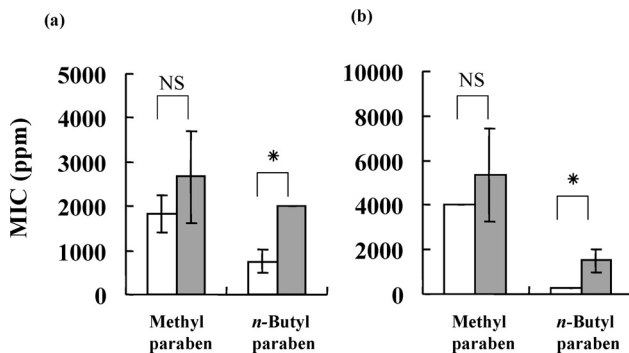 (a)
(b)
MIC (ppm)
5000
4000
3000
2000
1000
0
NS
*
Methyl
paraben
n-Butyl
paraben
10000
8000
6000
4000
2000
0
NS
*
Methyl
paraben
n-Butyl
paraben